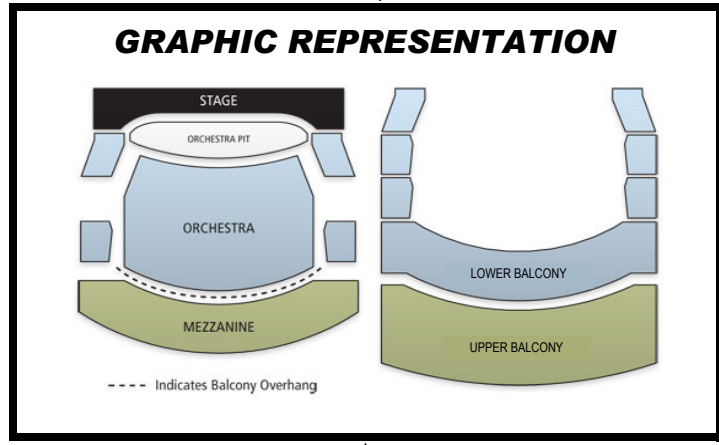 GRAPHIC REPRESENTATION
STAGE
ORCHESTRA PIT
ORCHESTRA
MEZZANINE
---- Indicates Balcony Overhang
LOWER BALCONY
UPPER BALCONY